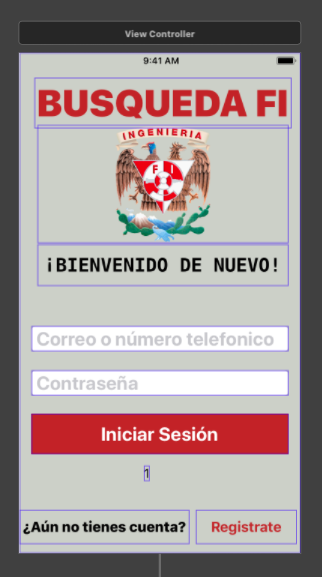 View Controller
9:41 AM
BUSQUEDA FI
INGENIERIA
F I
¡BIENVENIDO DE NUEVO!
Correo o número telefonico
Contraseña
Iniciar Sesión
1
¿Aún no tienes cuenta? Registrate